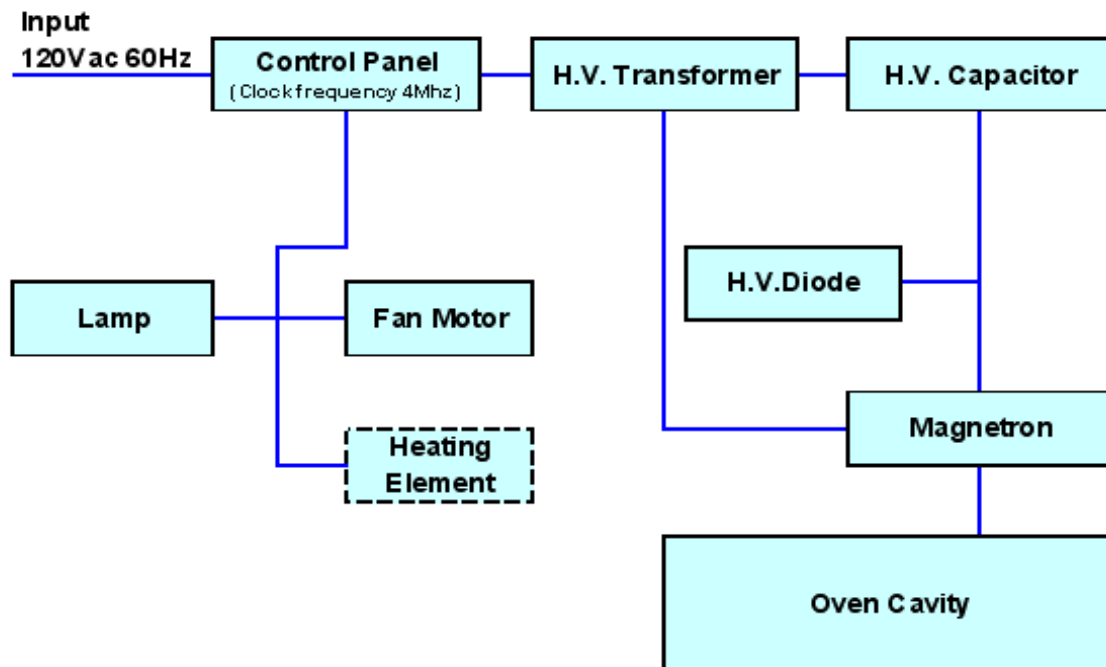 Input
120Vac 60Hz
Control Panel
(Clock frequency 4Mhz)
H.V. Transformer
H.V. Capacitor
H.V.Diode
Lamp
Fan Motor
Magnetron
Heating
Element
Oven Cavity